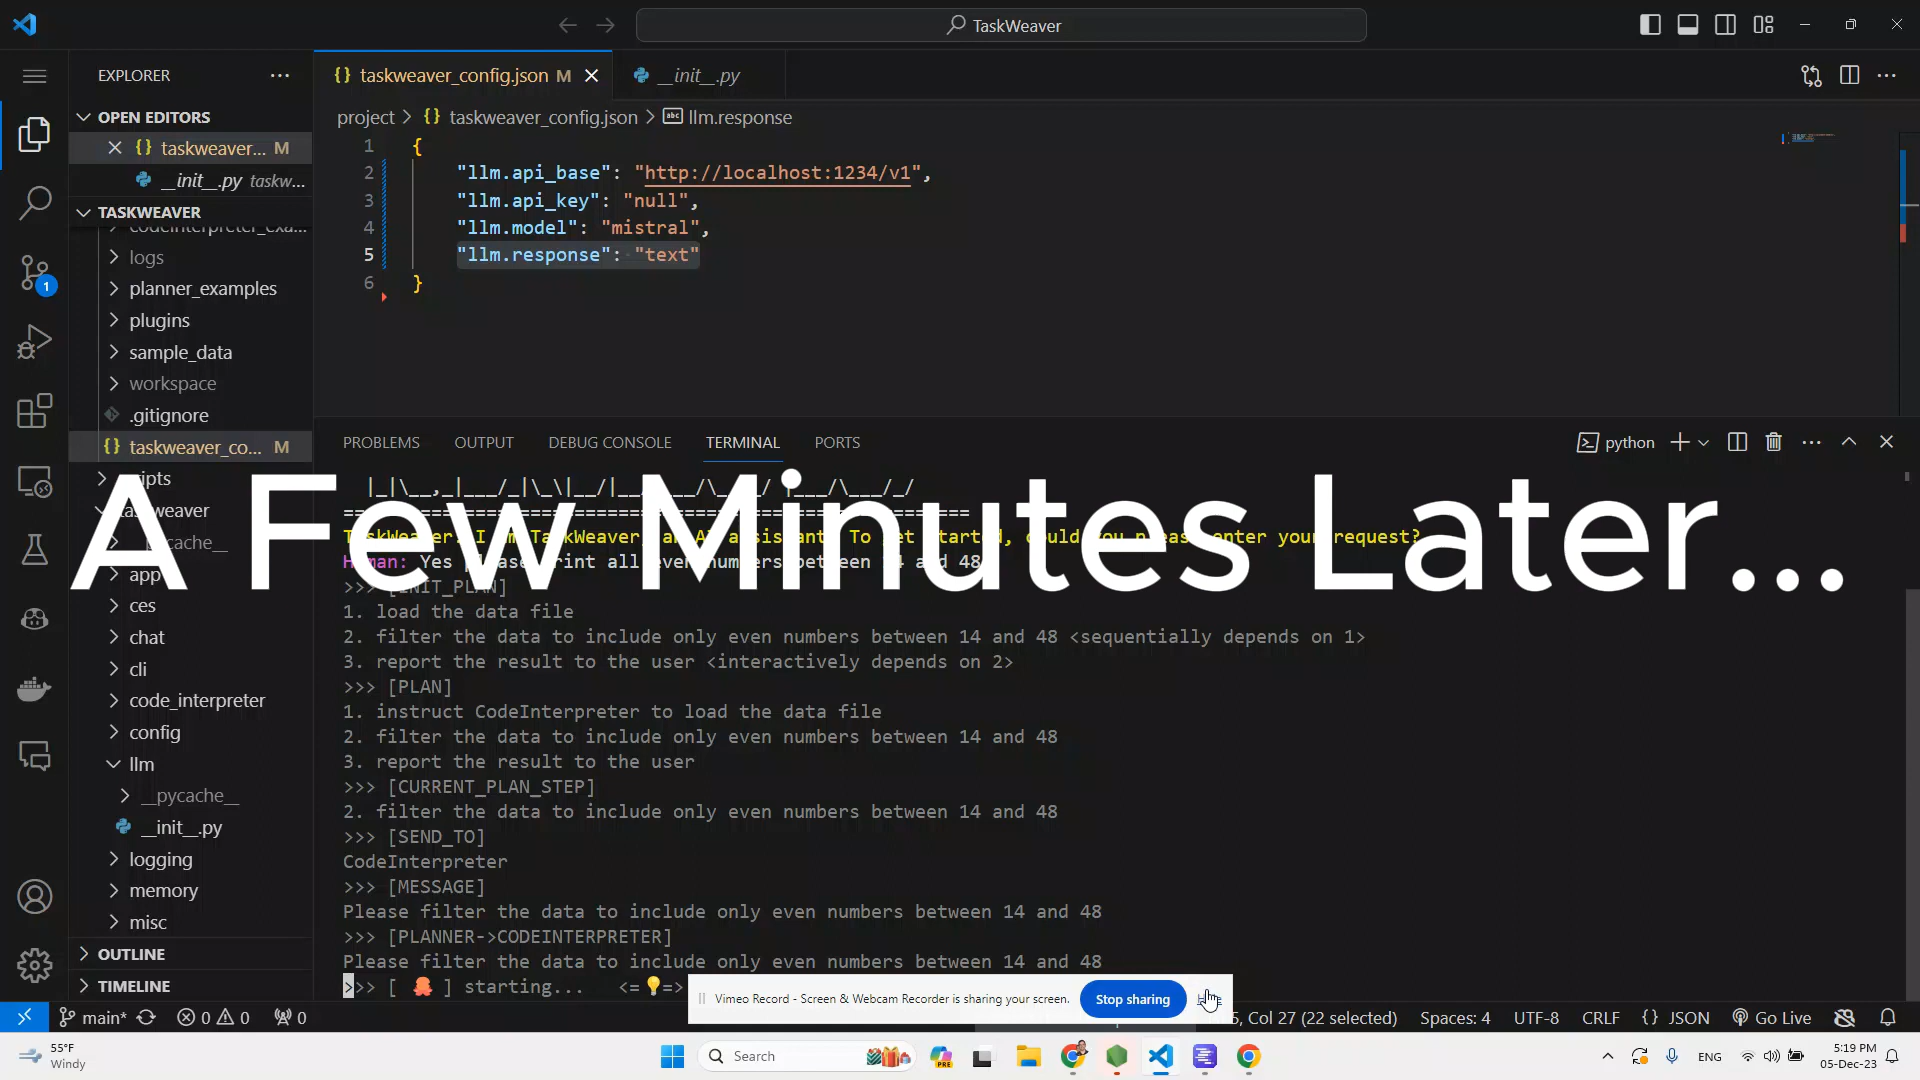 TaskWeaver
EXPLORER
taskweaver_config.json M
__init__.py
project > taskweaver_config.json > llm.response
OPEN EDITORS
taskweaver... M
__init__.py taskw...
TASKWEAVER
logs
planner_examples
plugins
sample_data
workspace
.gitignore
taskweaver_co... M
app
ces
chat
cli
code_interpreter
config
llm
__pycache__
__init__.py
logging
memory
misc
OUTLINE
TIMELINE
1 {
2 "llm.api_base": "http://localhost:1234/v1",
3 "llm.api_key": "null",
4 "llm.model": "mistral",
5 "llm.response": "text"
6 }
PROBLEMS OUTPUT DEBUG CONSOLE TERMINAL PORTS
python
A Few Minutes Later...
1. load the data file
2. filter the data to include only even numbers between 14 and 48 <sequentially depends on 1>
3. report the result to the user <interactively depends on 2>
>>> [PLAN]
1. instruct CodeInterpreter to load the data file
2. filter the data to include only even numbers between 14 and 48
3. report the result to the user
>>> [CURRENT_PLAN_STEP]
2. filter the data to include only even numbers between 14 and 48
>>> [SEND_TO]
CodeInterpreter
>>> [MESSAGE]
Please filter the data to include only even numbers between 14 and 48
>>> [PLANNER->CODEINTERPRETER]
Please filter the data to include only even numbers between 14 and 48
>>> [ 🐙 ] starting... <=💡=>
Vimeo Record - Screen & Webcam Recorder is sharing your screen. Stop sharing
1
main* 0 0 0
5, Col 27 (22 selected) Spaces: 4 UTF-8 CRLF {} JSON Go Live
55°F
Windy
Search
PRE
ENG
5:19 PM
05-Dec-23